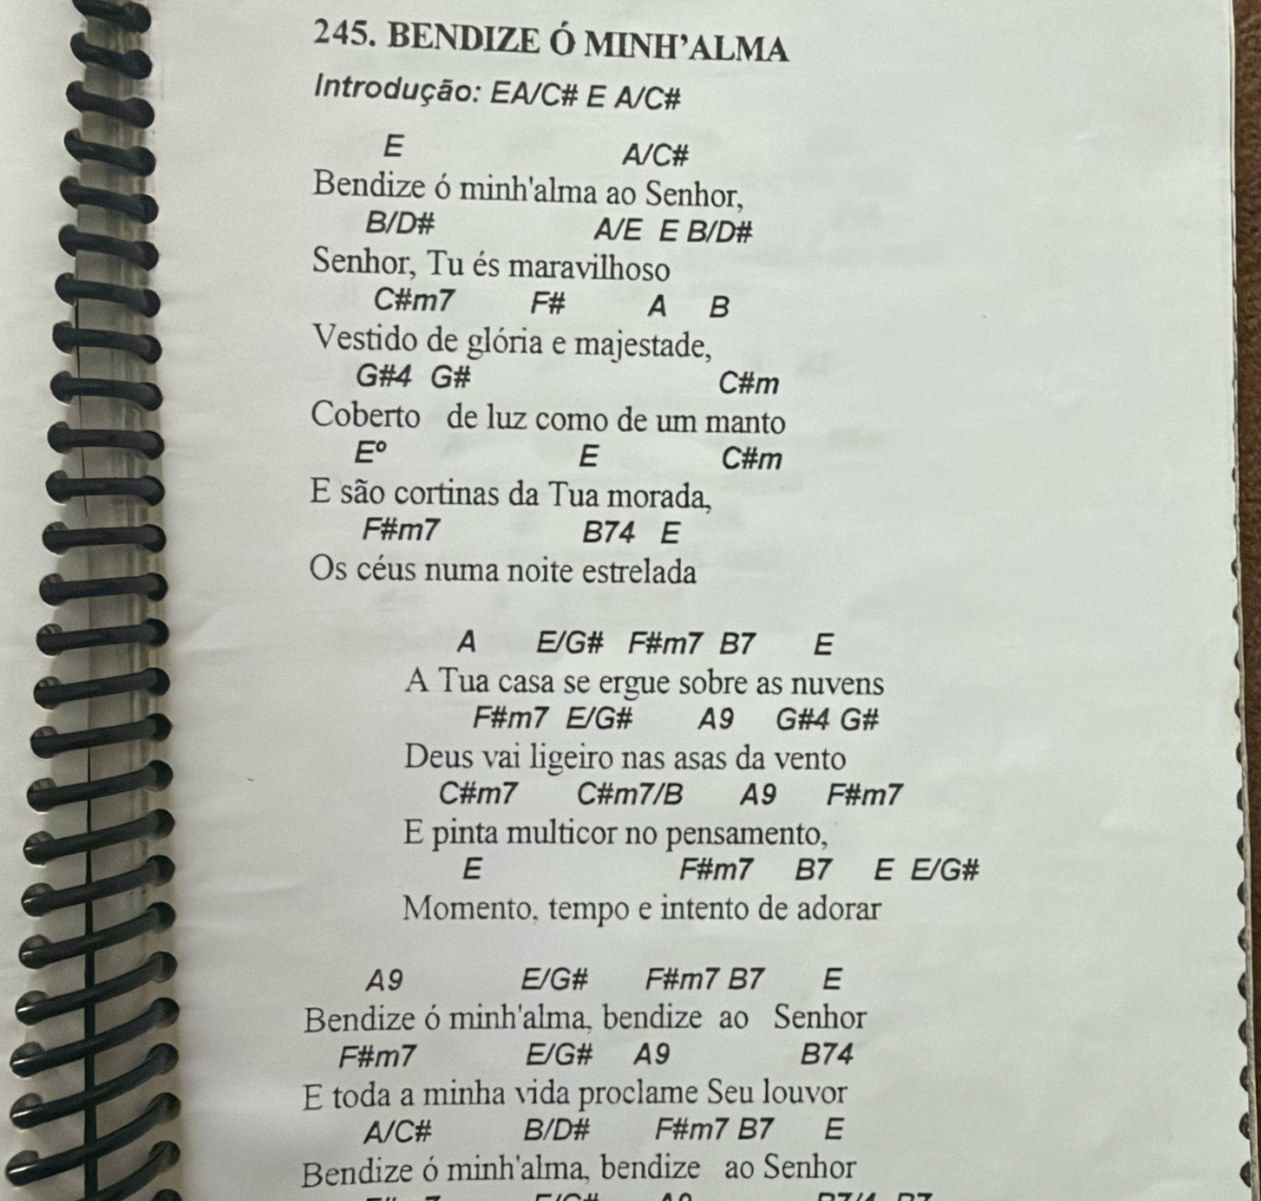 245. BENDIZE Ó MINH’ALMA
Introdução: EA/C# E A/C#
E A/C#
Bendize ó minh'alma ao Senhor,
B/D# A/E E B/D#
Senhor, Tu és maravilhoso
C#m7 F# A B
Vestido de glória e majestade,
G#4 G# C#m
Coberto de luz como de um manto
Eº E C#m
E são cortinas da Tua morada,
F#m7 B74 E
Os céus numa noite estrelada
A E/G# F#m7 B7 E
A Tua casa se ergue sobre as nuvens
F#m7 E/G# A9 G#4 G#
Deus vai ligeiro nas asas da vento
C#m7 C#m7/B A9 F#m7
E pinta multicor no pensamento,
E F#m7 B7 E E/G#
Momento, tempo e intento de adorar
A9 E/G# F#m7 B7 E
Bendize ó minh'alma, bendize ao Senhor
F#m7 E/G# A9 B74
E toda a minha vida proclame Seu louvor
A/C# B/D# F#m7 B7 E
Bendize ó minh'alma, bendize ao Senhor